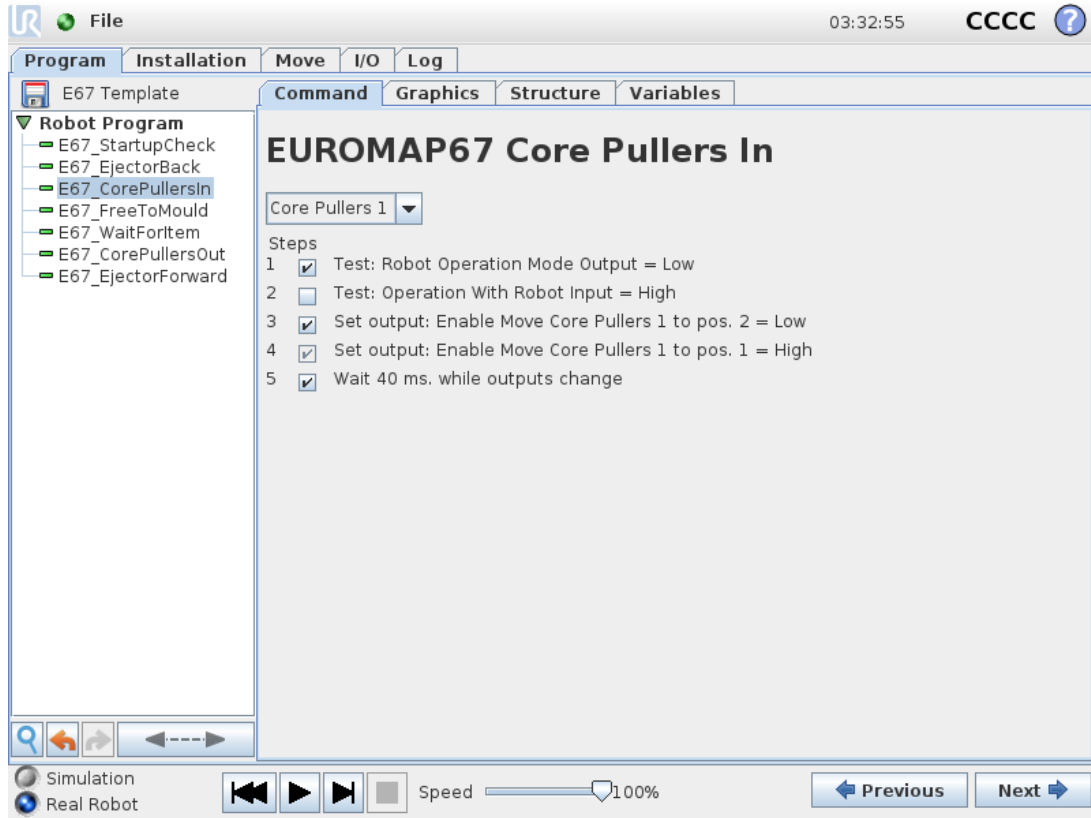 UR File 03:32:55 CCCC ?
Program Installation Move I/O Log
E67 Template
Command Graphics Structure Variables
Robot Program
E67_StartupCheck
E67_EjectorBack
E67_CorePullersIn
E67_FreeToMould
E67_WaitForItem
E67_CorePullersOut
E67_EjectorForward
EUROMAP67 Core Pullers In
Core Pullers 1
Steps
1 Test: Robot Operation Mode Output = Low
2 Test: Operation With Robot Input = High
3 Set output: Enable Move Core Pullers 1 to pos. 2 = Low
4 Set output: Enable Move Core Pullers 1 to pos. 1 = High
5 Wait 40 ms. while outputs change
Simulation
Real Robot
Speed 100%
Previous Next